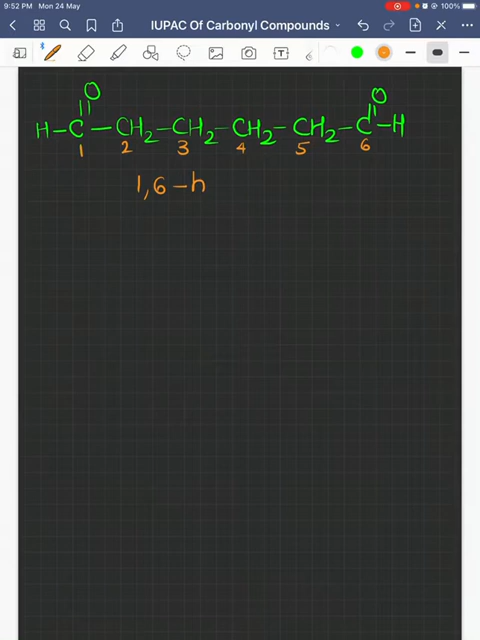 9:52 PM Mon 24 May
100%
IUPAC Of Carbonyl Compounds
O O
H-C-CH2-CH2-CH2-CH2-C-H
1 2 3 4 5 6
1,6-h